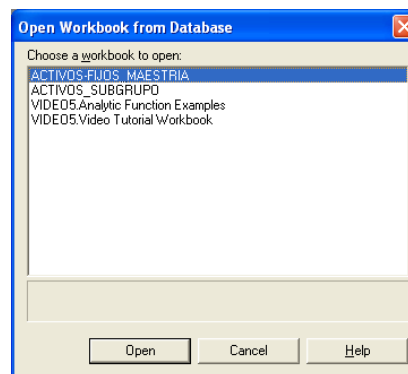 Open Workbook from Database
Choose a workbook to open:
ACTIVOS-FIJOS_MAESTRIA
ACTIVOS_SUBGRUPO
VIDEO5.Analytic Function Examples
VIDEO5.Video Tutorial Workbook
Open Cancel Help